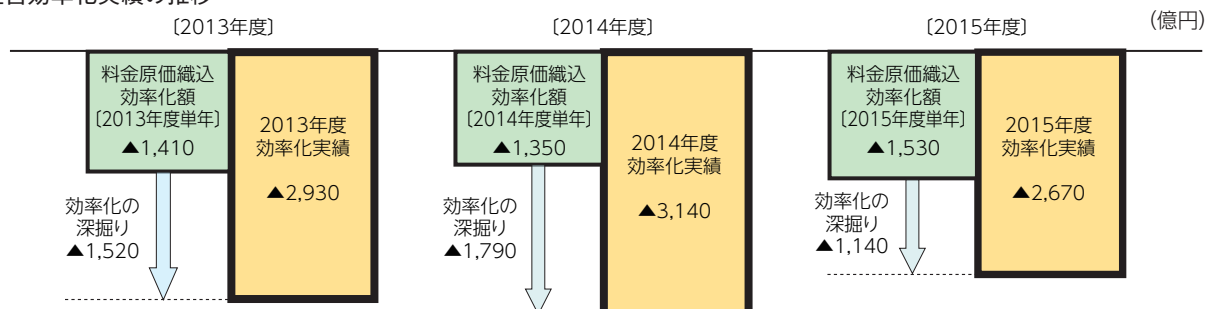 (億円)
〔2013年度〕
料金原価織込
効率化額
〔2013年度単年〕
▲1,410
効率化の
深掘り
▲1,520
2013年度
効率化実績
▲2,930
〔2014年度〕
料金原価織込
効率化額
〔2014年度単年〕
▲1,350
効率化の
深掘り
▲1,790
2014年度
効率化実績
▲3,140
〔2015年度〕
料金原価織込
効率化額
〔2015年度単年〕
▲1,530
効率化の
深掘り
▲1,140
2015年度
効率化実績
▲2,670